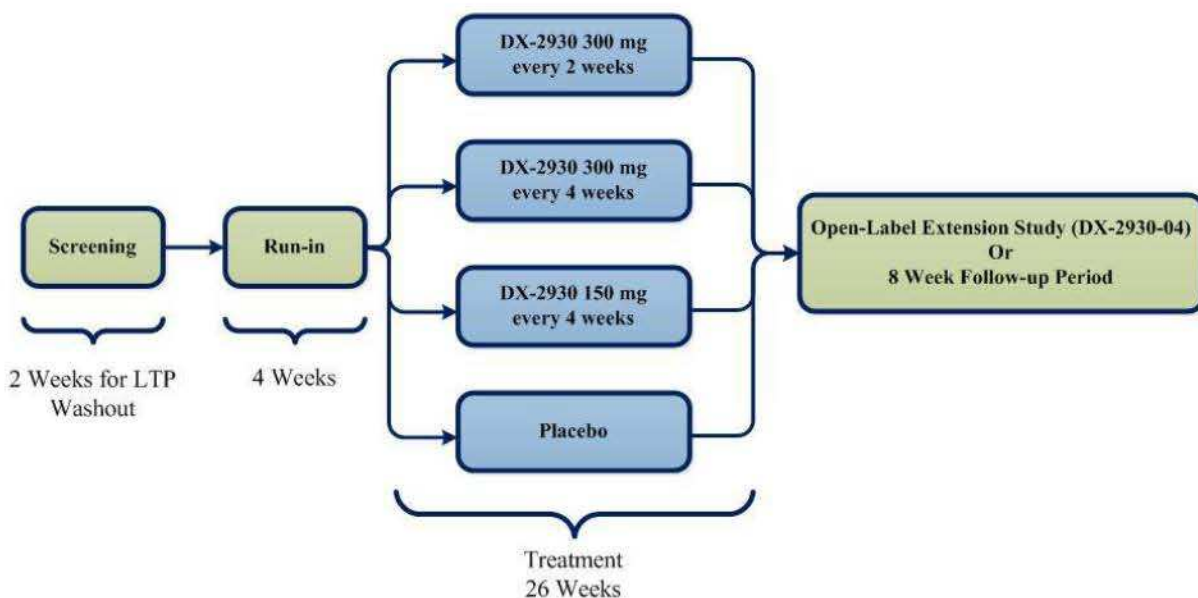 Screening
2 Weeks for LTP
Washout
Run-in
4 Weeks
DX-2930 300 mg
every 2 weeks
DX-2930 300 mg
every 4 weeks
DX-2930 150 mg
every 4 weeks
Placebo
Treatment
26 Weeks
Open-Label Extension Study (DX-2930-04)
Or
8 Week Follow-up Period